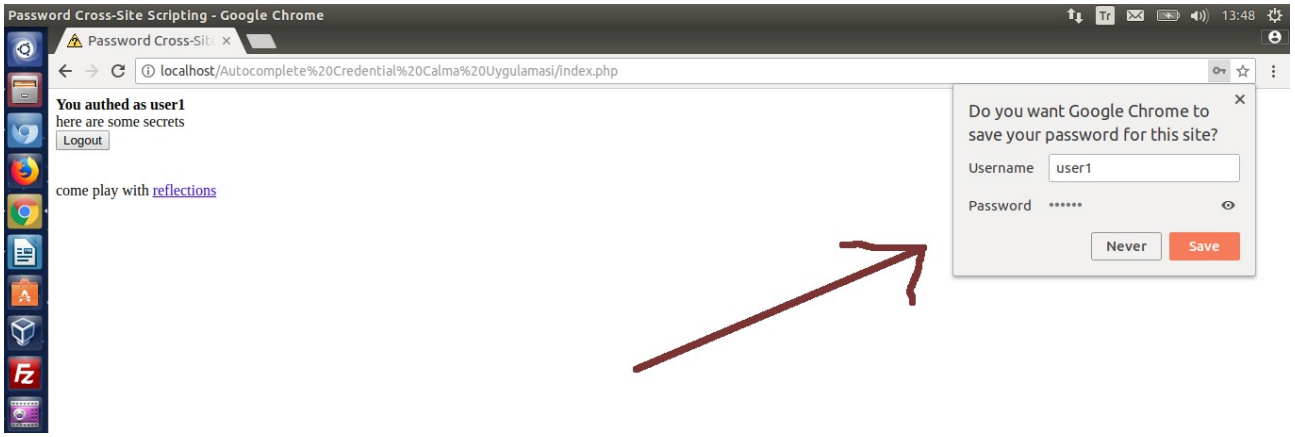 Password Cross-Site Scripting - Google Chrome
Tr
13:48
Password Cross-Sit
localhost/Autocomplete%20Credential%20Calma%20Uygulamasi/index.php
You authed as user1
here are some secrets
Logout
come play with reflections
Do you want Google Chrome to
save your password for this site?
Username user1
Password ••••••
Never Save